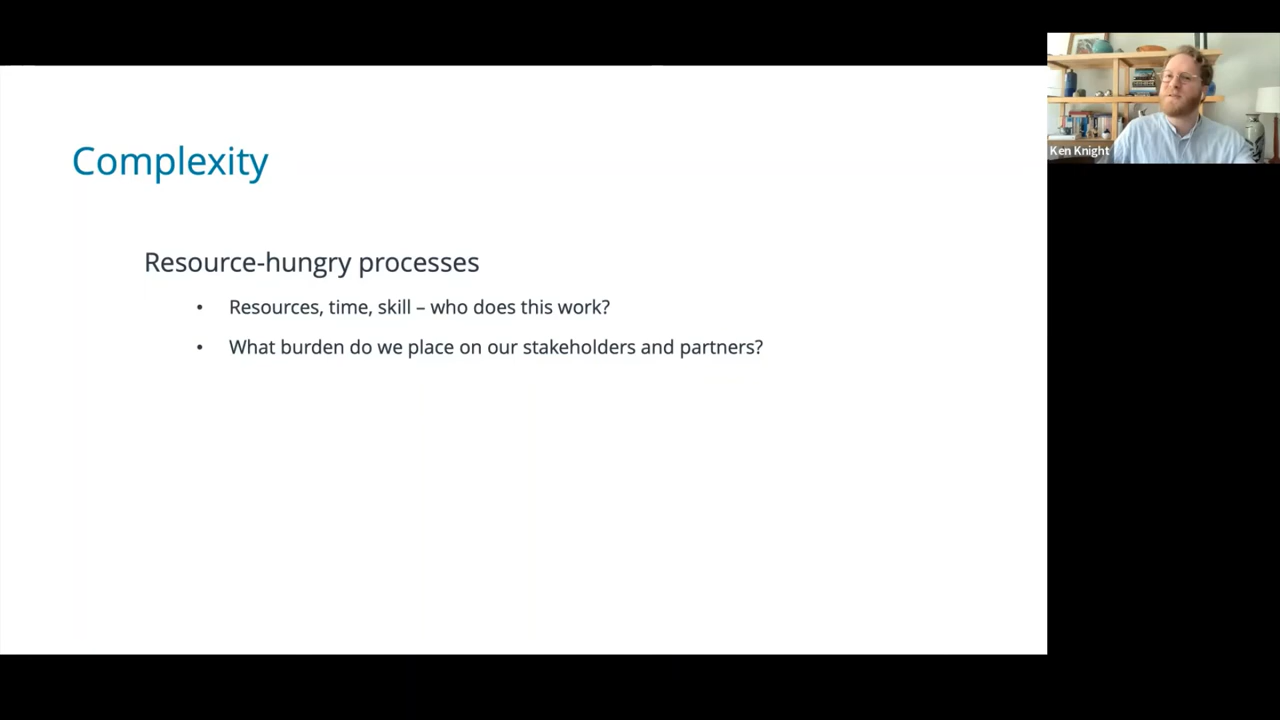 Complexity
Resource-hungry processes
• Resources, time, skill – who does this work?
• What burden do we place on our stakeholders and partners?
Ken Knight